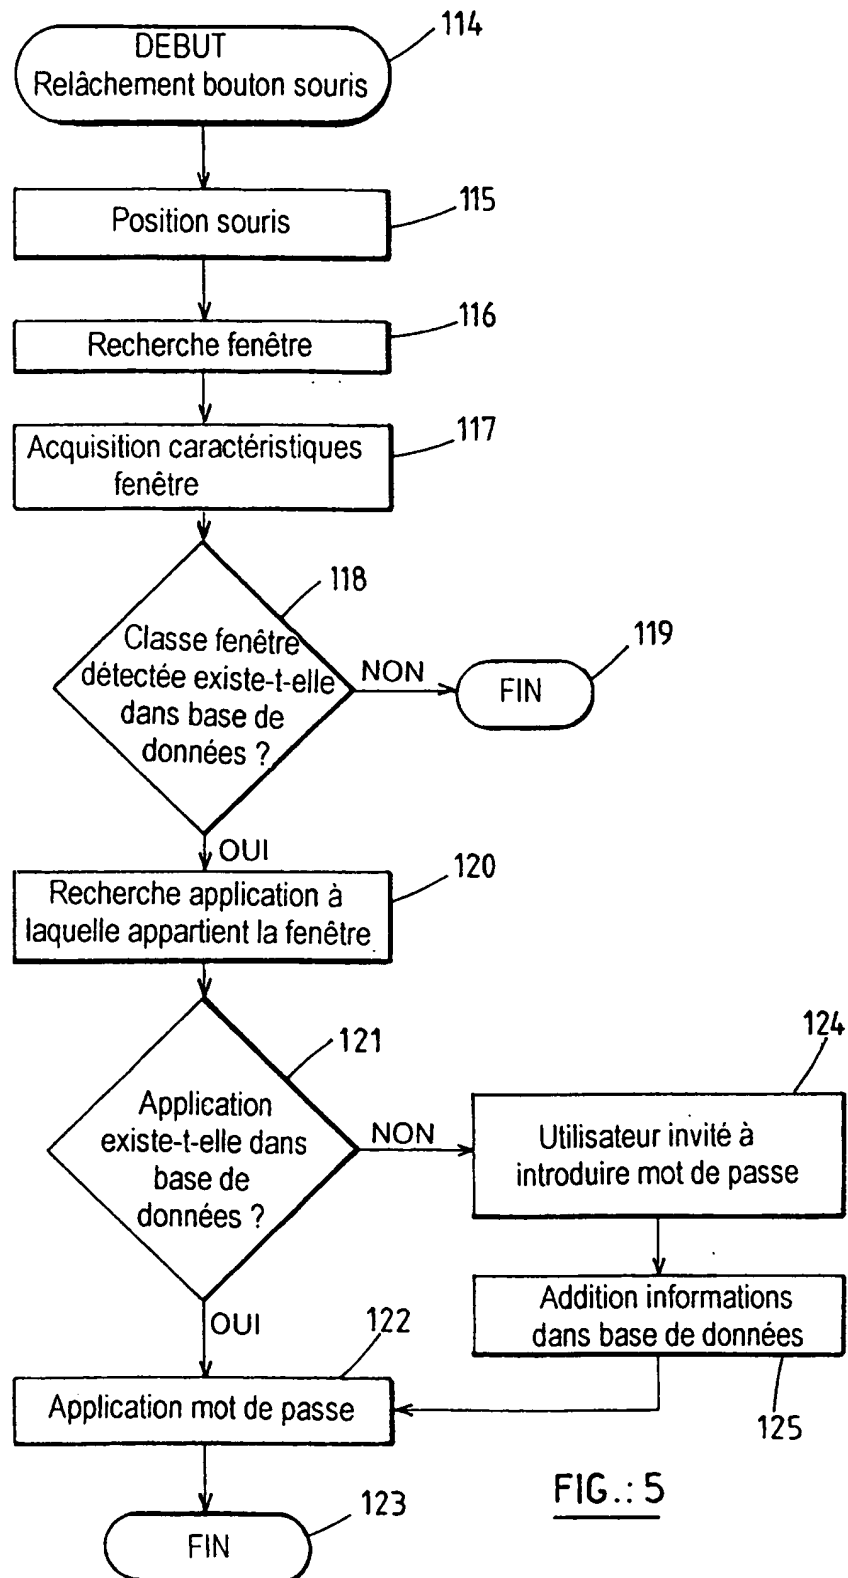 114
DEBUT
Relâchement bouton souris
115
Position souris
116
Recherche fenêtre
117
Acquisition caractéristiques
fenêtre
118
Classe fenêtre
détectée existe-t-elle
dans base de
données ?
NON
119
FIN
OUI
120
Recherche application à
laquelle appartient la fenêtre
121
Application
existe-t-elle dans
base de
données ?
NON
124
Utilisateur invité à
introduire mot de passe
Addition informations
dans base de données
125
OUI
122
Application mot de passe
123
FIN
FIG.: 5